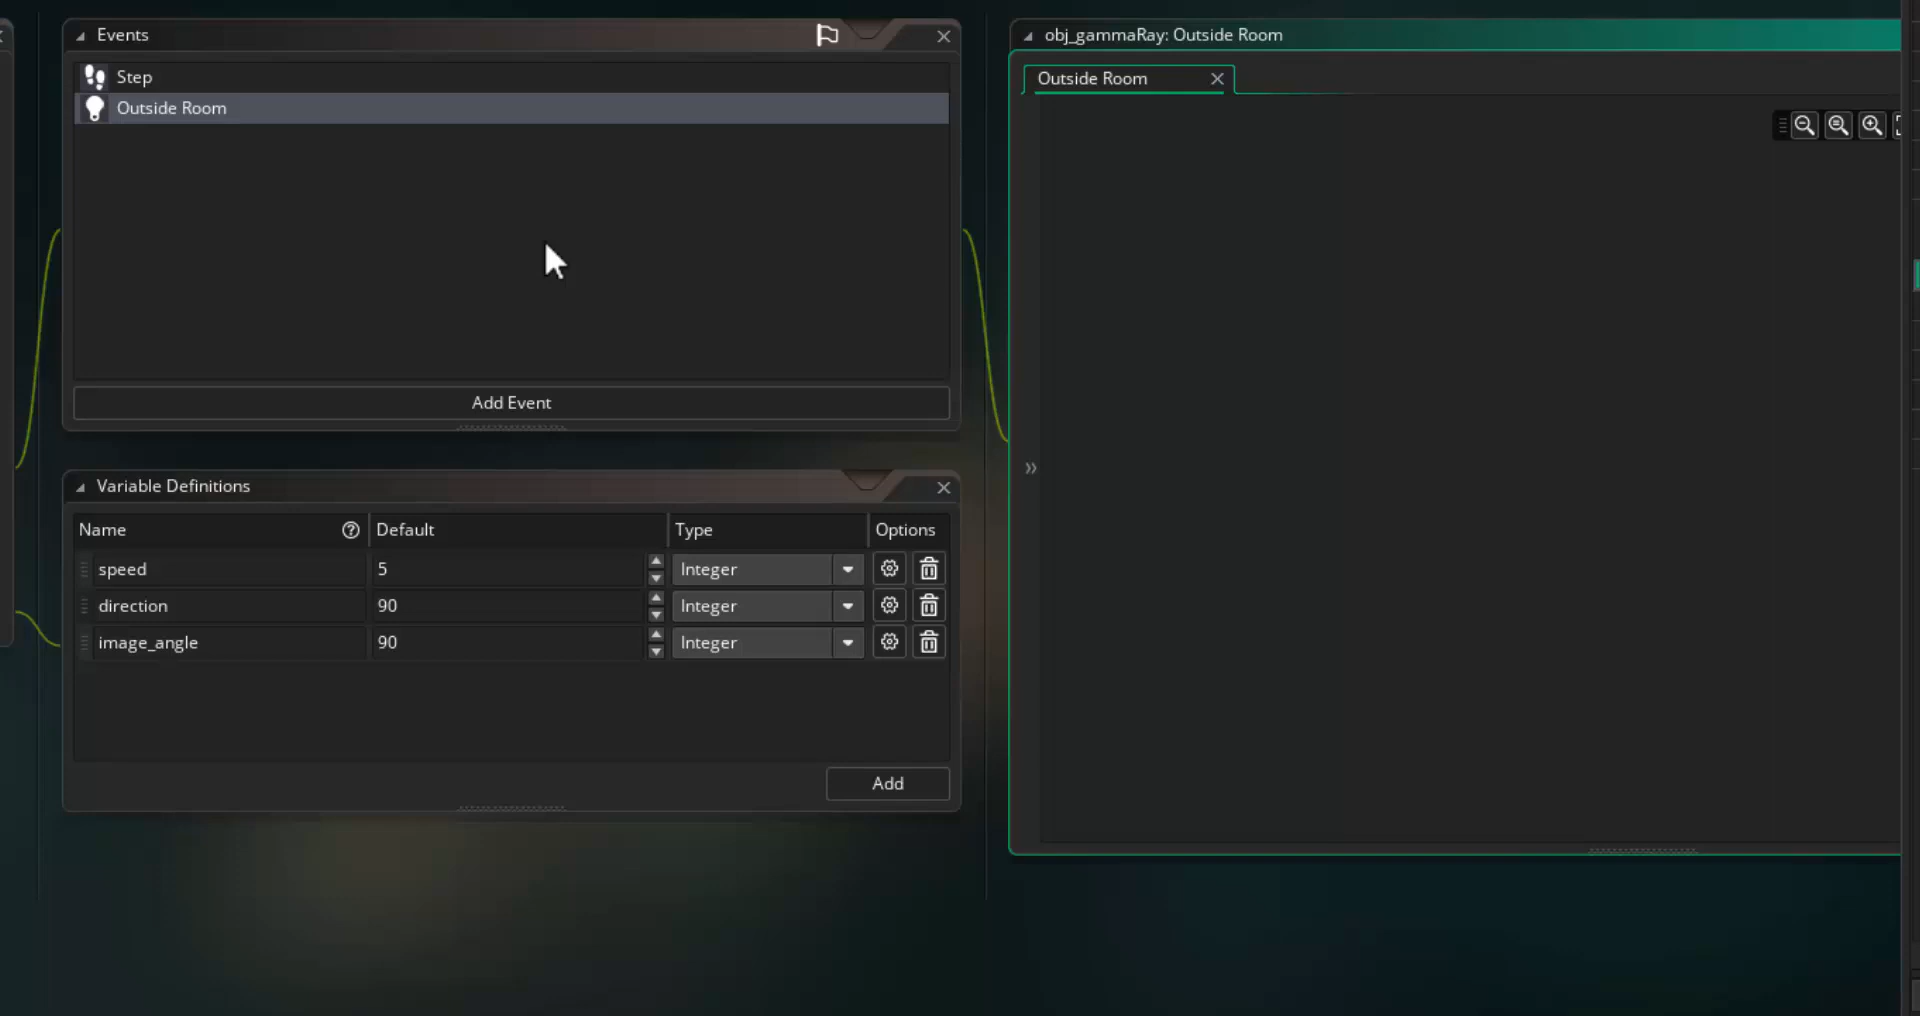 Events
Step
Outside Room
Add Event
Variable Definitions
Name Default Type Options
speed 5 Integer
direction 90 Integer
image_angle 90 Integer
Add
obj_gammaRay: Outside Room
Outside Room